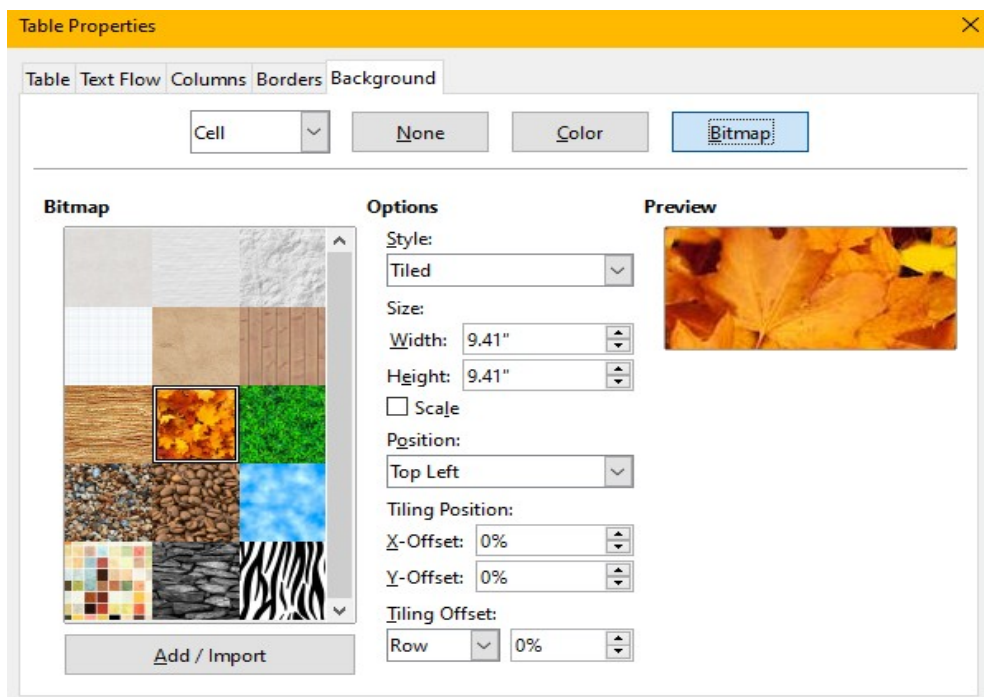 Table Properties
Table Text Flow Columns Borders Background
Cell None Color Bitmap
Bitmap
Options
Style:
Tiled
Size:
Width: 9.41"
Height: 9.41"
Scale
Position:
Top Left
Tiling Position:
X-Offset: 0%
Y-Offset: 0%
Tiling Offset:
Row 0%
Preview
Add / Import